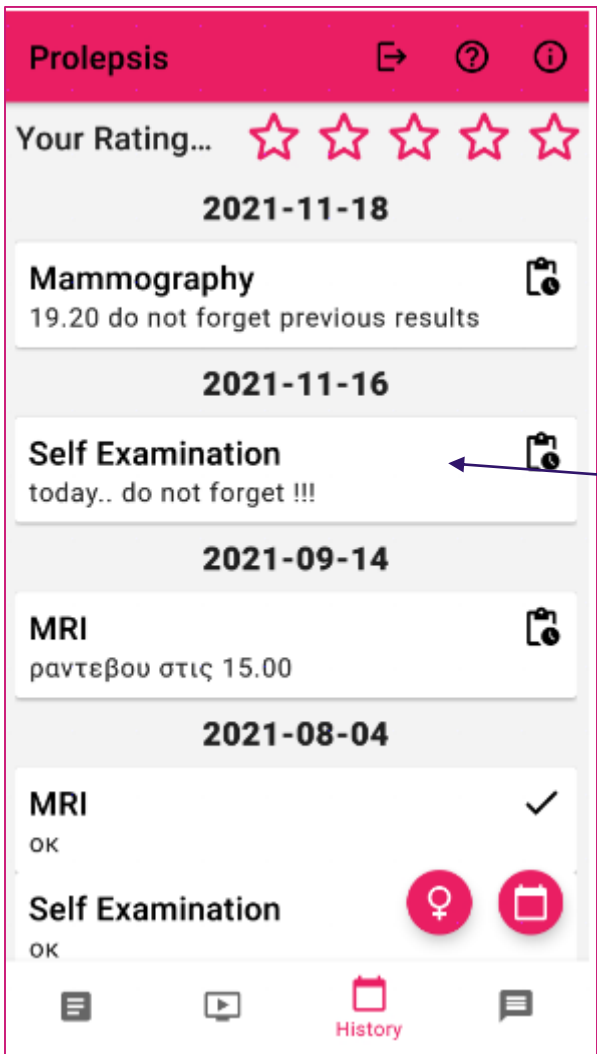 Prolepsis
Your Rating...
2021-11-18
Mammography
19.20 do not forget previous results
2021-11-16
Self Examination
today.. do not forget !!!
2021-09-14
MRI
ραντεβου στις 15.00
2021-08-04
MRI
οκ
Self Examination
οκ
History